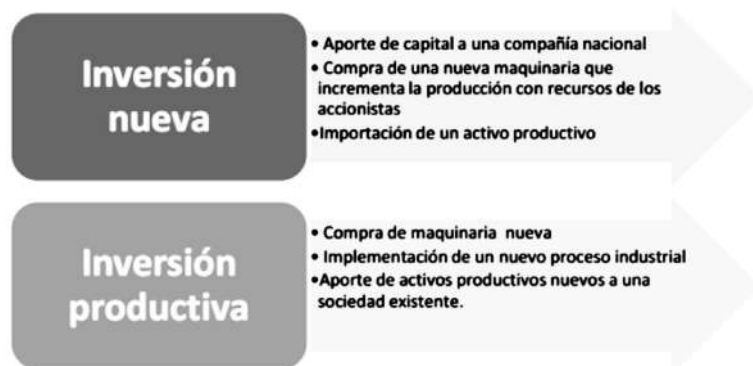 Inversión
nueva
• Aporte de capital a una compañía nacional
• Compra de una nueva maquinaria que
incrementa la producción con recursos de los
accionistas
•Importación de un activo productivo
Inversión
productiva
• Compra de maquinaria nueva
• Implementación de un nuevo proceso industrial
•Aporte de activos productivos nuevos a una
sociedad existente.